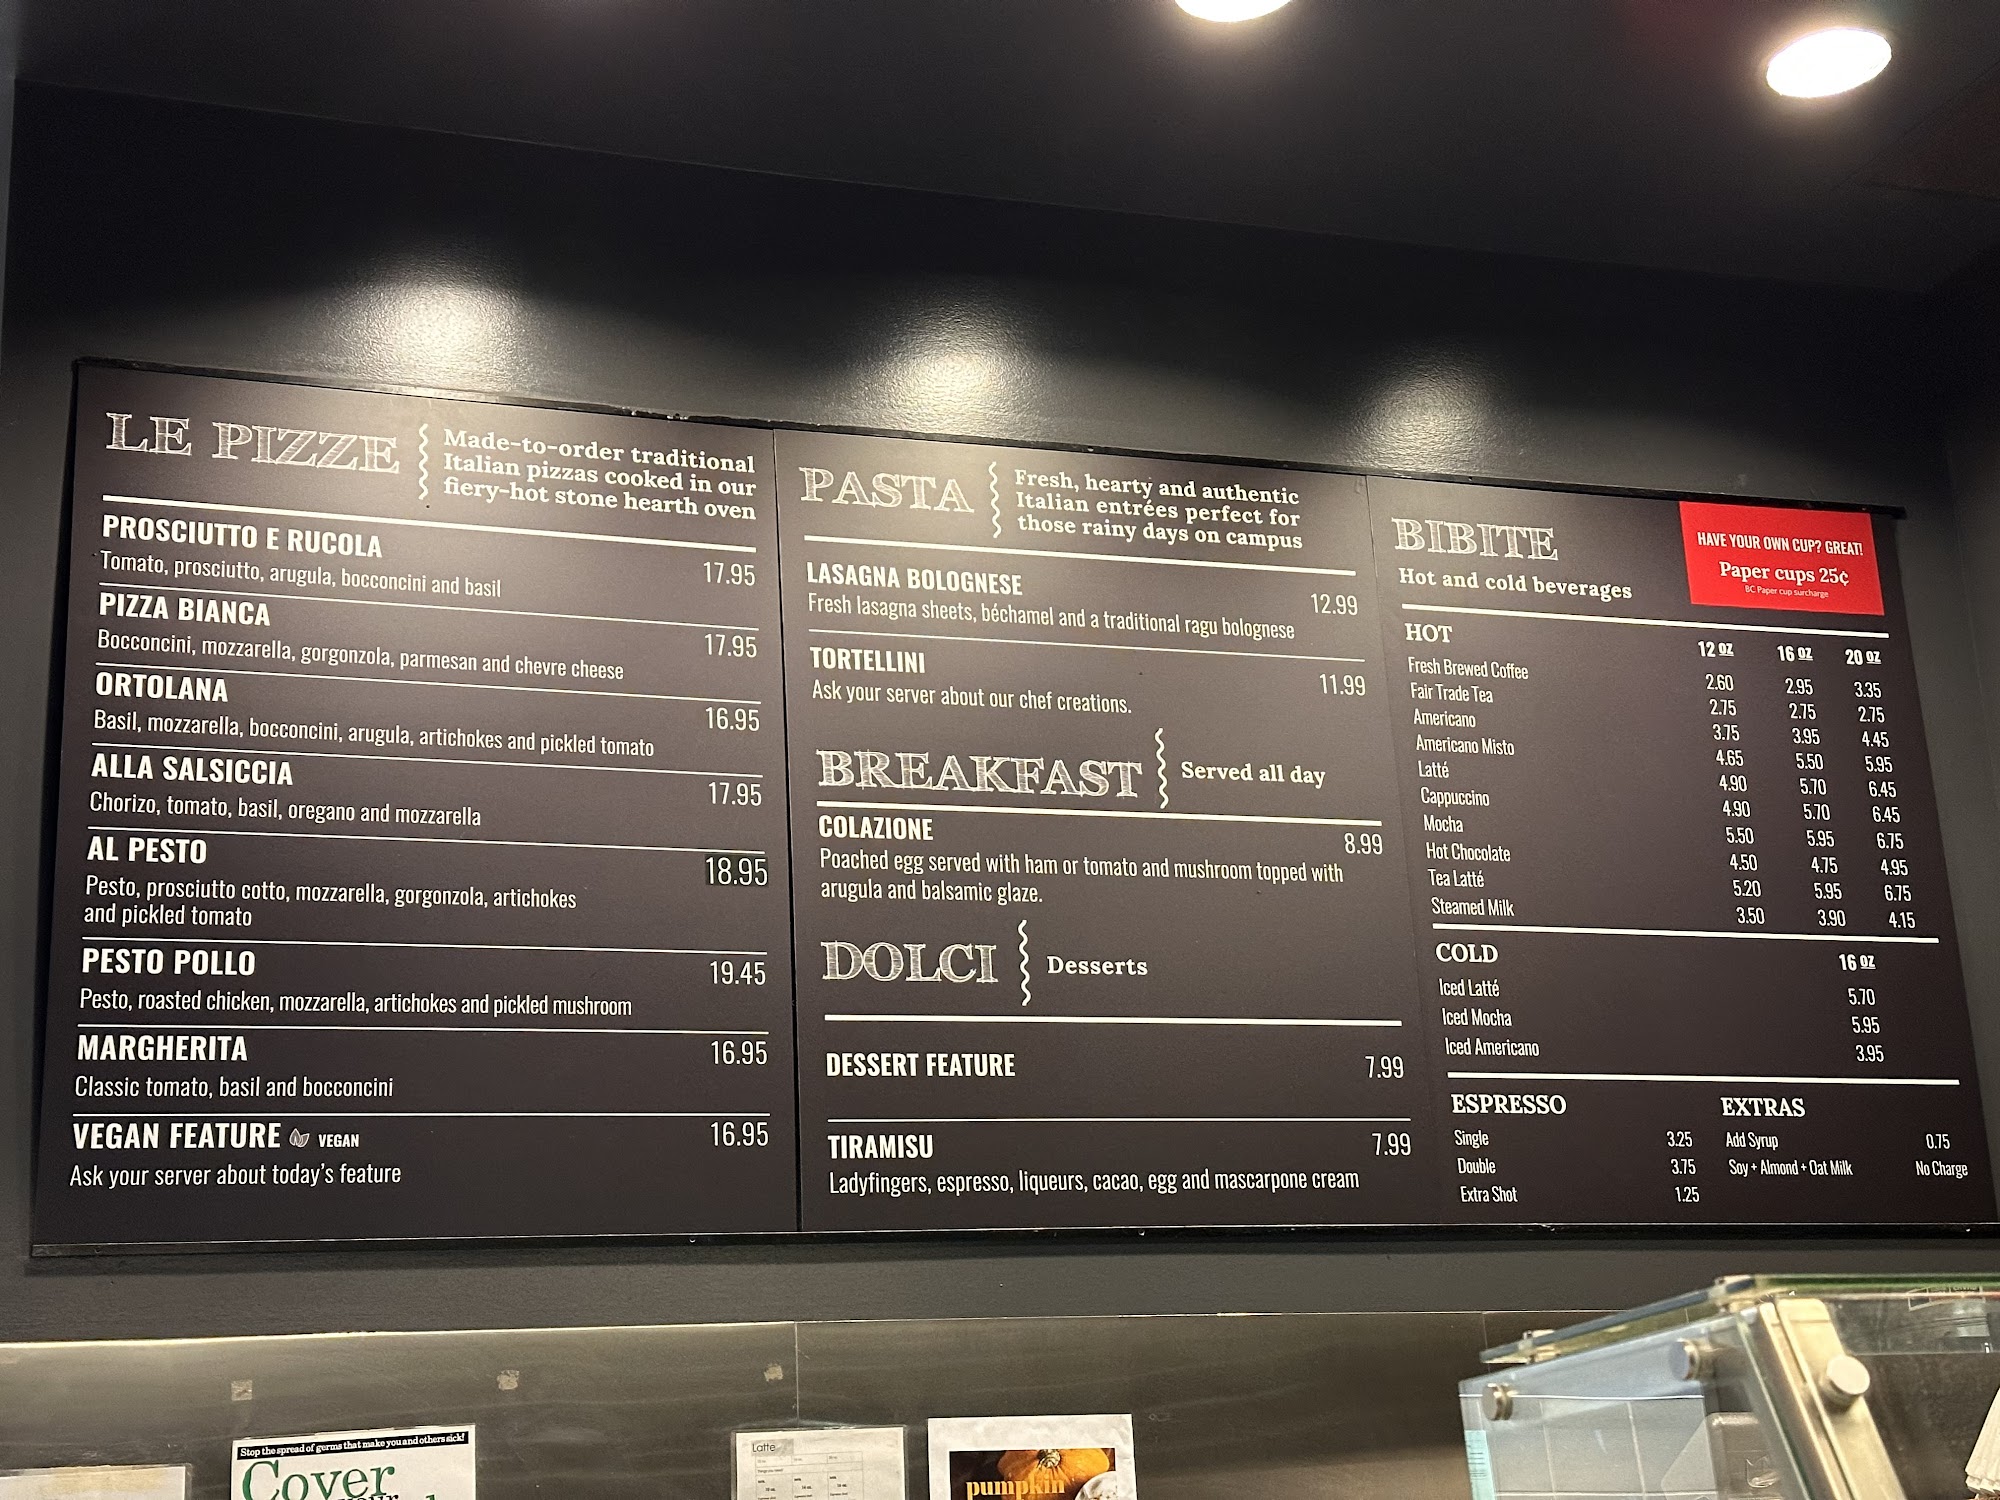 LE PIZZE
Made-to-order traditional
Italian pizzas cooked in our
fiery-hot stone hearth oven
PROSCIUTTO E RUCOLA
Tomato, prosciutto, arugula, bocconcini and basil 17.95
PIZZA BIANCA
Bocconcini, mozzarella, gorgonzola, parmesan and chevre cheese 17.95
ORTOLANA
Basil, mozzarella, bocconcini, arugula, artichokes and pickled tomato 16.95
ALLA SALSICCIA
Chorizo, tomato, basil, oregano and mozzarella 17.95
AL PESTO 18.95
Pesto, prosciutto cotto, mozzarella, gorgonzola, artichokes
and pickled tomato
PESTO POLLO 19.45
Pesto, roasted chicken, mozzarella, artichokes and pickled mushroom
MARGHERITA 16.95
Classic tomato, basil and bocconcini
VEGAN FEATURE VEGAN 16.95
Ask your server about today's feature
PASTA
Fresh, hearty and authentic
Italian entrées perfect for
those rainy days on campus
LASAGNA BOLOGNESE 12.99
Fresh lasagna sheets, béchamel and a traditional ragu bolognese
TORTELLINI 11.99
Ask your server about our chef creations.
BREAKFAST Served all day
COLAZIONE 8.99
Poached egg served with ham or tomato and mushroom topped with
arugula and balsamic glaze.
DOLCI Desserts
DESSERT FEATURE 7.99
TIRAMISU 7.99
Ladyfingers, espresso, liqueurs, cacao, egg and mascarpone cream
BIBITE
Hot and cold beverages
HAVE YOUR OWN CUP? GREAT!
Paper cups 25¢
BC Paper cup surcharge
HOT 12 OZ 16 OZ 20 OZ
Fresh Brewed Coffee 2.60 2.95 3.35
Fair Trade Tea 2.75 2.75 2.75
Americano 3.75 3.95 4.45
Americano Misto 4.65 5.50 5.95
Latté 4.90 5.70 6.45
Cappuccino 4.90 5.70 6.45
Mocha 5.50 5.95 6.75
Hot Chocolate 4.50 4.75 4.95
Tea Latté 5.20 5.95 6.75
Steamed Milk 3.50 3.90 4.15
COLD 16 OZ
Iced Latté 5.70
Iced Mocha 5.95
Iced Americano 3.95
ESPRESSO
Single 3.25
Double 3.75
Extra Shot 1.25
EXTRAS
Add Syrup 0.75
Soy + Almond + Oat Milk No Charge
Stop the spread of germs that make you and others sick!
Cover
Latte
pumpkin